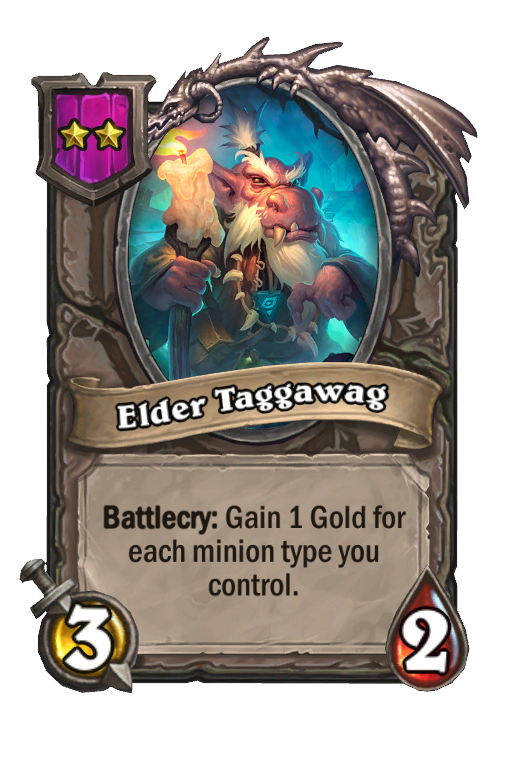 Elder Taggawag
Battlecry: Gain 1 Gold for
each minion type you
control.
3
2